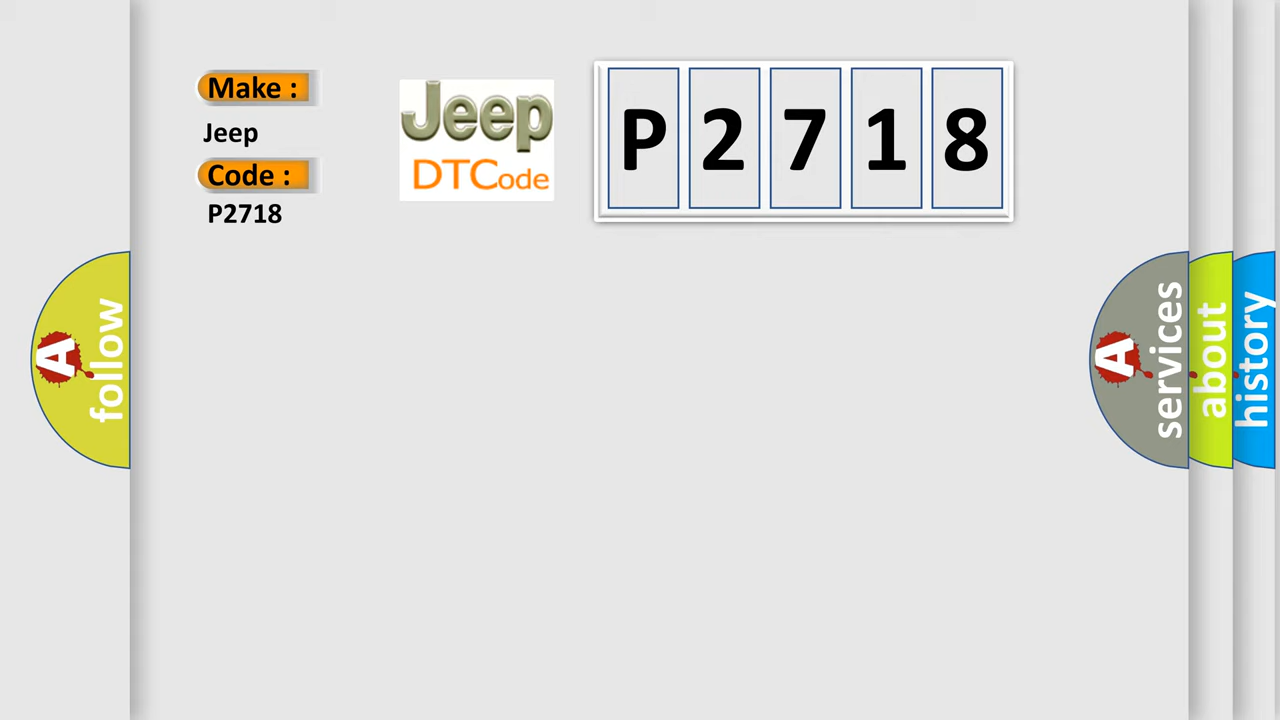 Make :
Jeep
Code :
P2718
Jeep
DTCode
P 2 7 1 8
A follow
A services
about
history